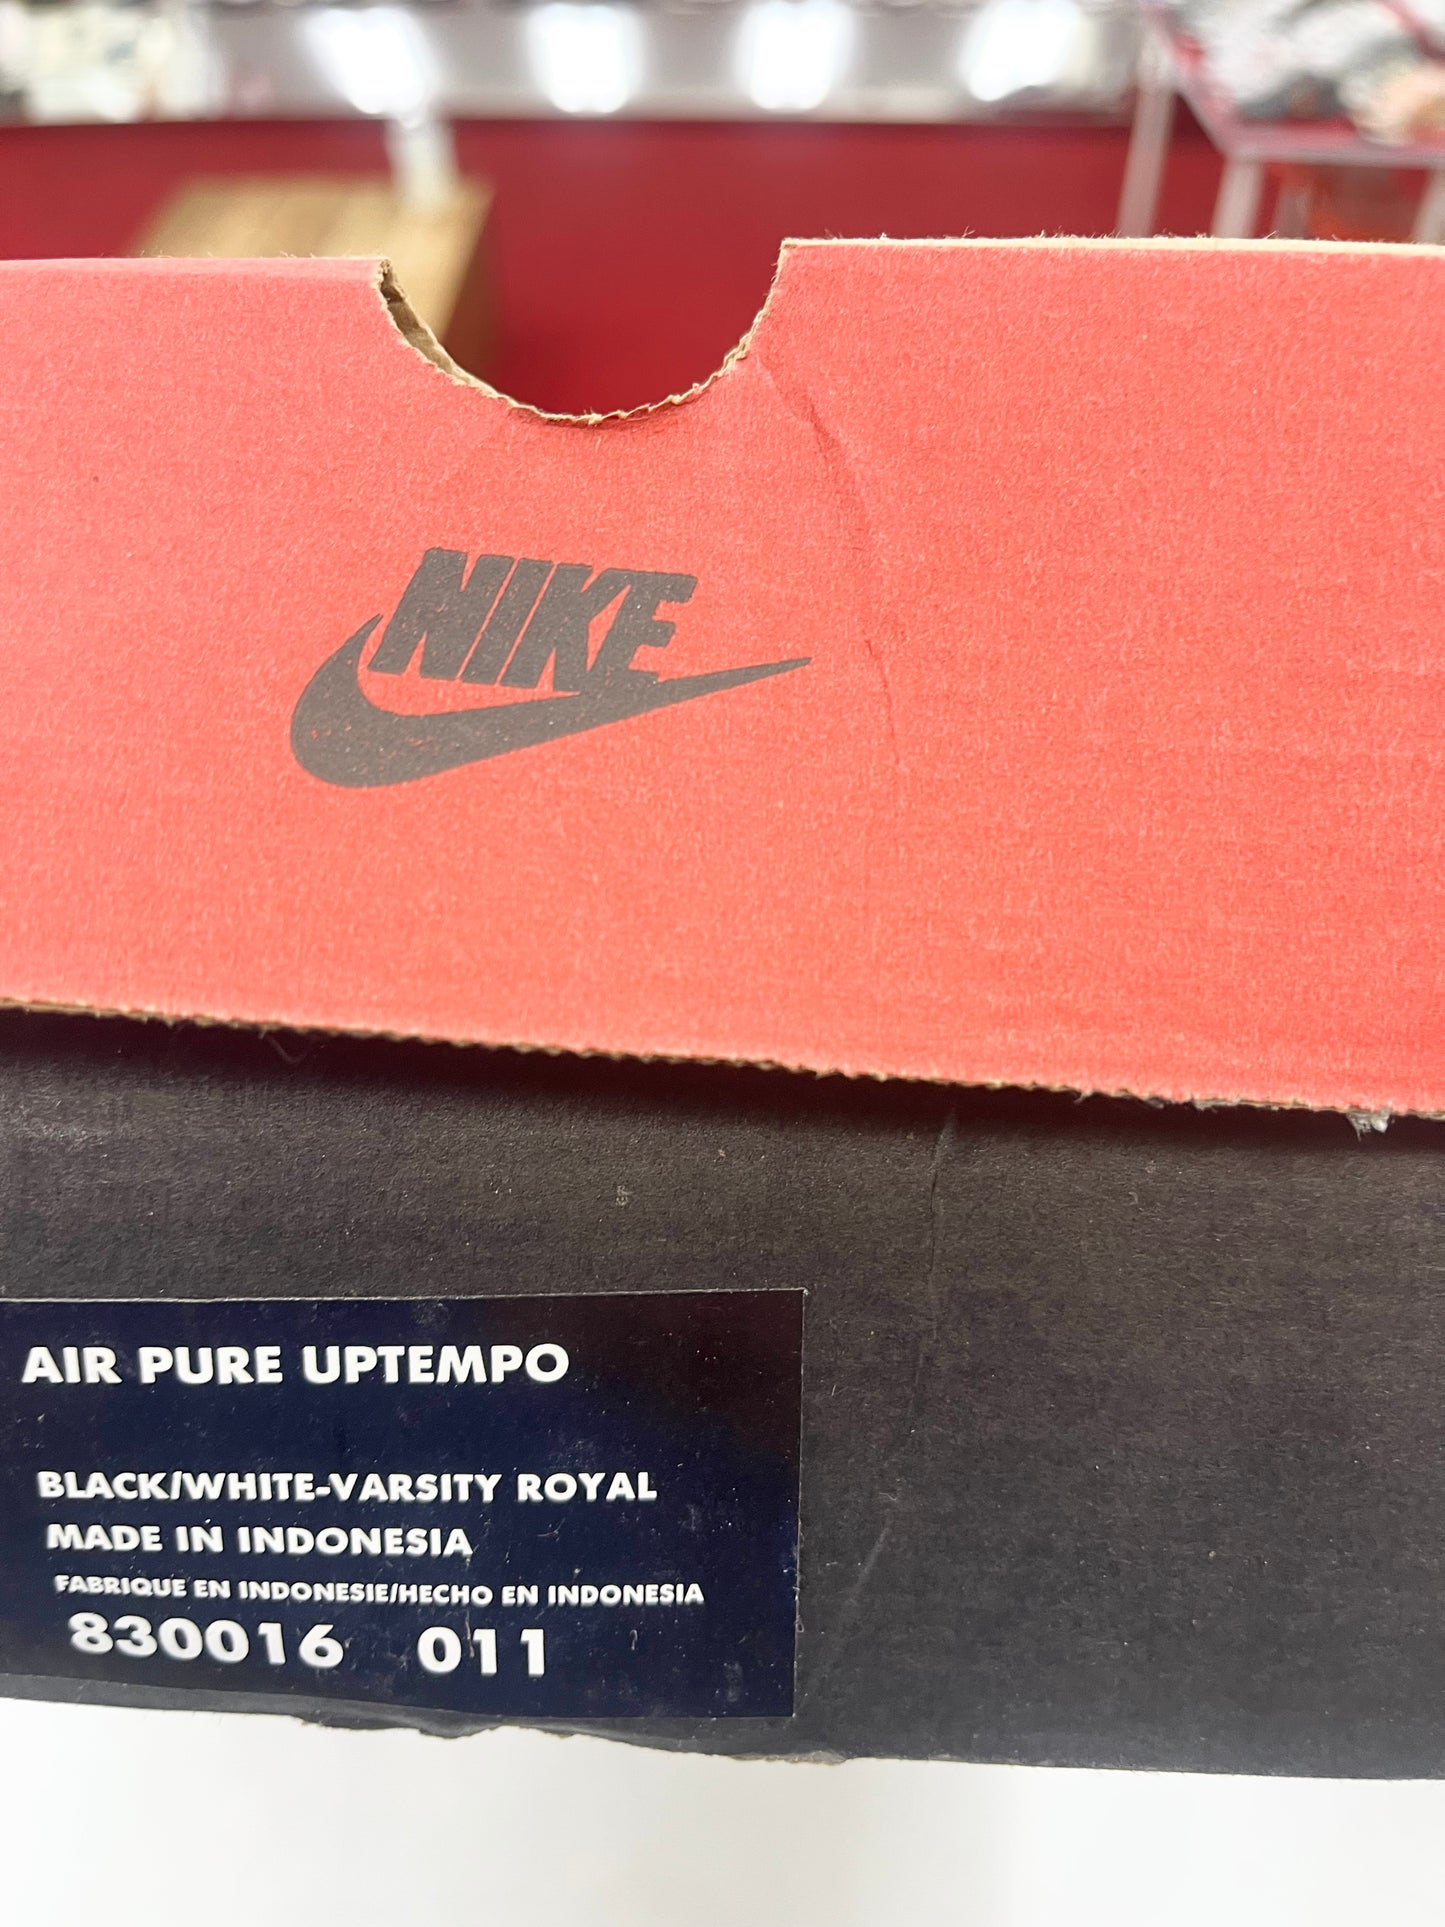 NIKE
AIR PURE UPTEMPO
BLACK/WHITE-VARSITY ROYAL
MADE IN INDONESIA
FABRIQUE EN INDONESIE/HECHO EN INDONESIA
830016 011